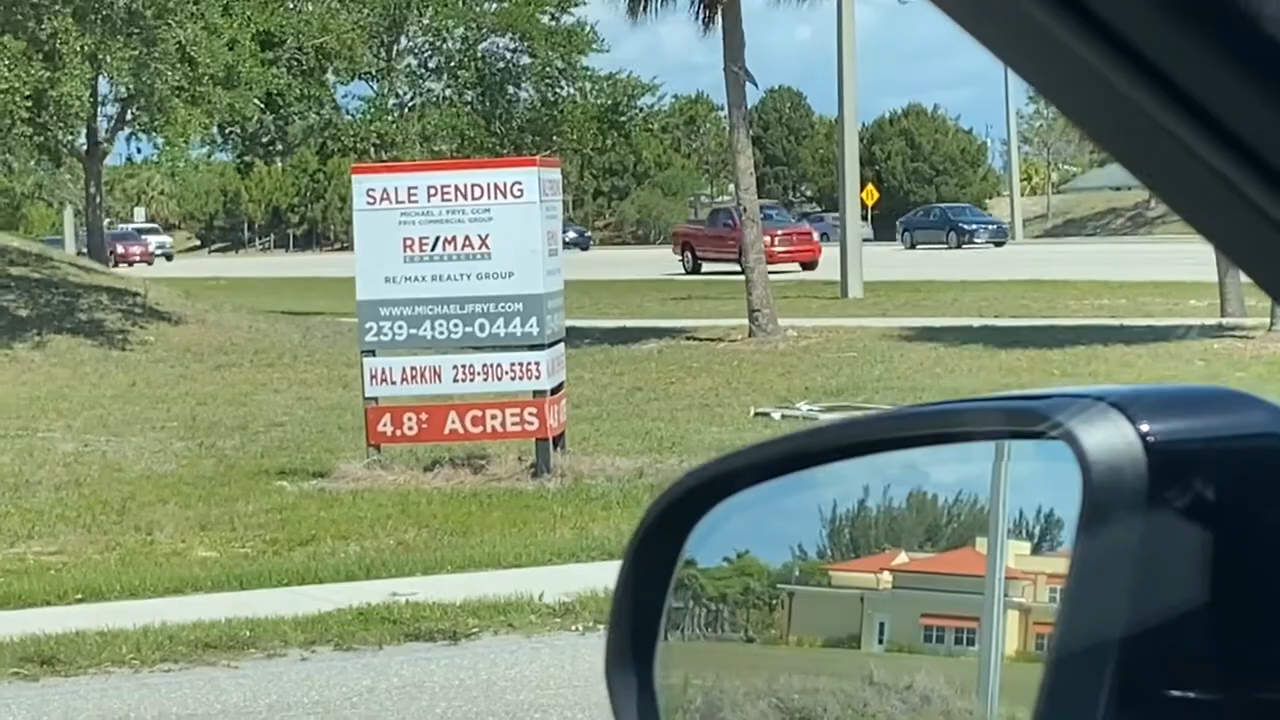 SALE PENDING
MICHAEL J. FRYE, CCIM
FRYE COMMERCIAL GROUP
RE/MAX
COMMERCIAL
RE/MAX REALTY GROUP
WWW.MICHAELJFRYE.COM
239-489-0444
HAL ARKIN 239-910-5363
4.8± ACRES